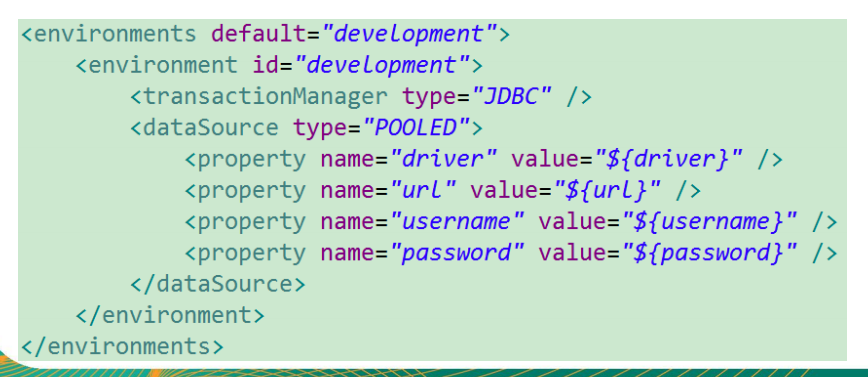 <environments default="development">
<environment id="development">
<transactionManager type="JDBC" />
<dataSource type="POOLED">
<property name="driver" value="${driver}" />
<property name="url" value="${url}" />
<property name="username" value="${username}" />
<property name="password" value="${password}" />
</dataSource>
</environment>
</environments>